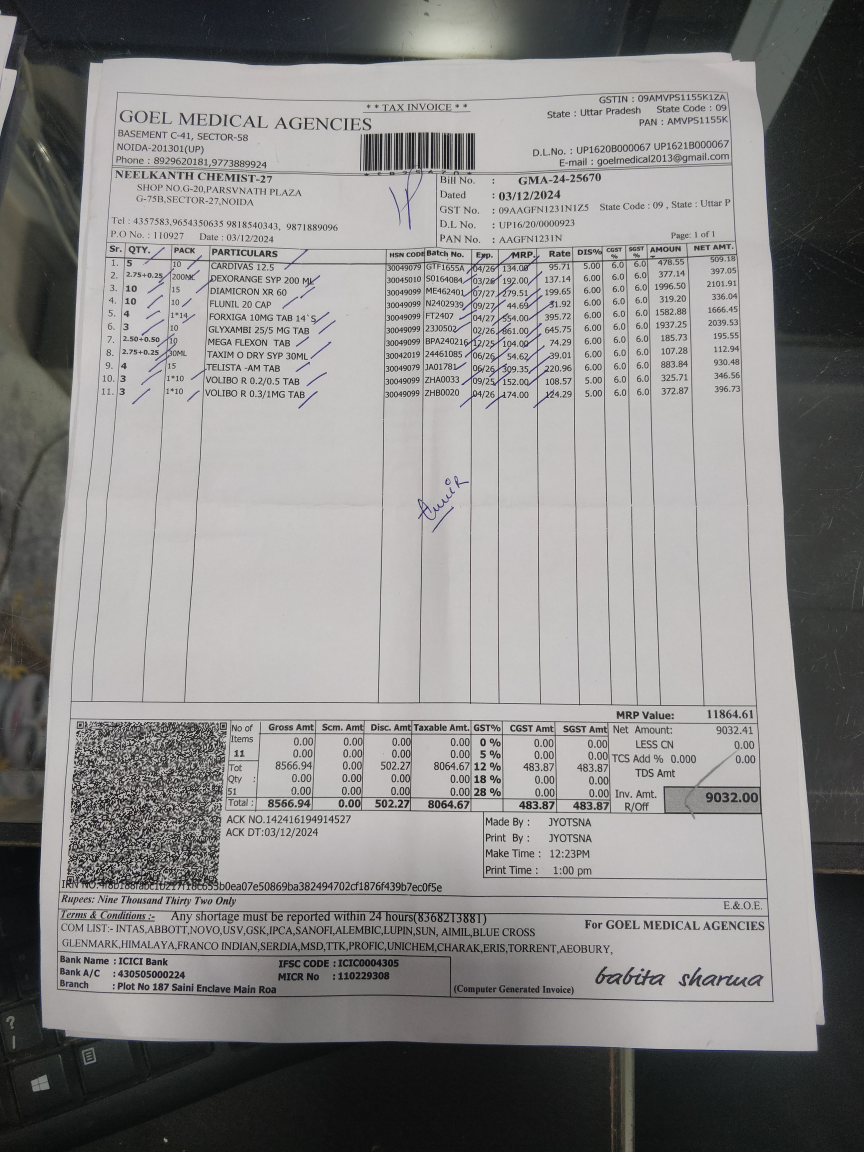 * * TAX INVOICE * *
GSTIN : 09AMVPS1155K1ZA
State : Uttar Pradesh State Code : 09
PAN : AMVPS1155K
GOEL MEDICAL AGENCIES
BASEMENT C-41, SECTOR-58
NOIDA-201301(UP)
Phone : 8929620181,9773889924
D.L.No. : UP1620B000067 UP1621B000067
E-mail : goelmedical2013@gmail.com
NEELKANTH CHEMIST-27
SHOP NO.G-20,PARSVNATH PLAZA
G-75B,SECTOR-27,NOIDA
Tel : 4357583,9654350635 9818540343, 9871889096
P.O No. : 110927 Date : 03/12/2024
Bill No. : GMA-24-25670
Dated : 03/12/2024
GST No. : 09AAGFN1231N1Z5 State Code : 09 , State : Uttar P
D.L No. : UP16/20/0000923
PAN No. : AAGFN1231N Page: 1 of 1
Sr. QTY. PACK PARTICULARS HSN CODE Batch No. Exp. MRP. Rate DIS% CGST % SGST % AMOUN NET AMT.
1. 5 10 CARDIVAS 12.5 30049079 GTF1655A 04/26 134.00 95.71 5.00 6.0 6.0 478.55 509.18
2. 2.75+0.25 200ML DEXORANGE SYP 200 ML 30045010 S0164084 03/26 192.00 137.14 6.00 6.0 6.0 377.14 397.05
3. 10 15 DIAMICRON XR 60 30049099 ME462401 07/27 279.51 199.65 6.00 6.0 6.0 1996.50 2101.91
4. 10 10 FLUNIL 20 CAP 30049099 N2402939 09/27 44.69 31.92 6.00 6.0 6.0 319.20 336.04
5. 4 1*14 FORXIGA 10MG TAB 14`S 30049099 FT2407 04/27 554.00 395.72 6.00 6.0 6.0 1582.88 1666.45
6. 3 10 GLYXAMBI 25/5 MG TAB 30049099 2330502 02/26 861.00 645.75 6.00 6.0 6.0 1937.25 2039.53
7. 2.50+0.50 10 MEGA FLEXON TAB 30049099 BPA240216 12/25 104.00 74.29 6.00 6.0 6.0 185.73 195.55
8. 2.75+0.25 30ML TAXIM O DRY SYP 30ML 30042019 24461085 06/26 54.62 39.01 6.00 6.0 6.0 107.28 112.94
9. 4 15 TELISTA -AM TAB 30049079 JA01781 06/26 309.35 220.96 6.00 6.0 6.0 883.84 930.48
10. 3 1*10 VOLIBO R 0.2/0.5 TAB 30049099 ZHA0033 09/25 152.00 108.57 5.00 6.0 6.0 325.71 346.56
11. 3 1*10 VOLIBO R 0.3/1MG TAB 30049099 ZHB0020 04/26 174.00 124.29 5.00 6.0 6.0 372.87 396.73
MRP Value: 11864.61
No of Items 11 Tot Qty : 51
Gross Amt Scm. Amt Disc. Amt Taxable Amt. GST% CGST Amt SGST Amt
0.00 0.00 0.00 0.00 0 % 0.00 0.00
0.00 0.00 0.00 0.00 5 % 0.00 0.00
8566.94 0.00 502.27 8064.67 12 % 483.87 483.87
0.00 0.00 0.00 0.00 18 % 0.00 0.00
0.00 0.00 0.00 0.00 28 % 0.00 0.00
Total : 8566.94 0.00 502.27 8064.67 483.87 483.87
Net Amount: 9032.41
LESS CN 0.00
TCS Add % 0.000 0.00
TDS Amt
Inv. Amt. R/Off 9032.00
ACK NO.142416194914527
ACK DT:03/12/2024
Made By : JYOTSNA
Print By : JYOTSNA
Make Time : 12:23PM
Print Time : 1:00 pm
Rupees: Nine Thousand Thirty Two Only
E.& O.E.
Terms & Conditions :- Any shortage must be reported within 24 hours(8368213881)
COM LIST:- INTAS,ABBOTT,NOVO,USV,GSK,IPCA,SANOFI,ALEMBIC,LUPIN,SUN, AIMIL,BLUE CROSS
GLENMARK,HIMALAYA,FRANCO INDIAN,SERDIA,MSD,TTK,PROFIC,UNICHEM,CHARAK,ERIS,TORRENT,AEOBURY,
For GOEL MEDICAL AGENCIES
Bank Name : ICICI Bank IFSC CODE : ICIC0004305
Bank A/C : 430505000224 MICR No : 110229308
Branch : Plot No 187 Saini Enclave Main Roa
(Computer Generated Invoice)
babita sharma